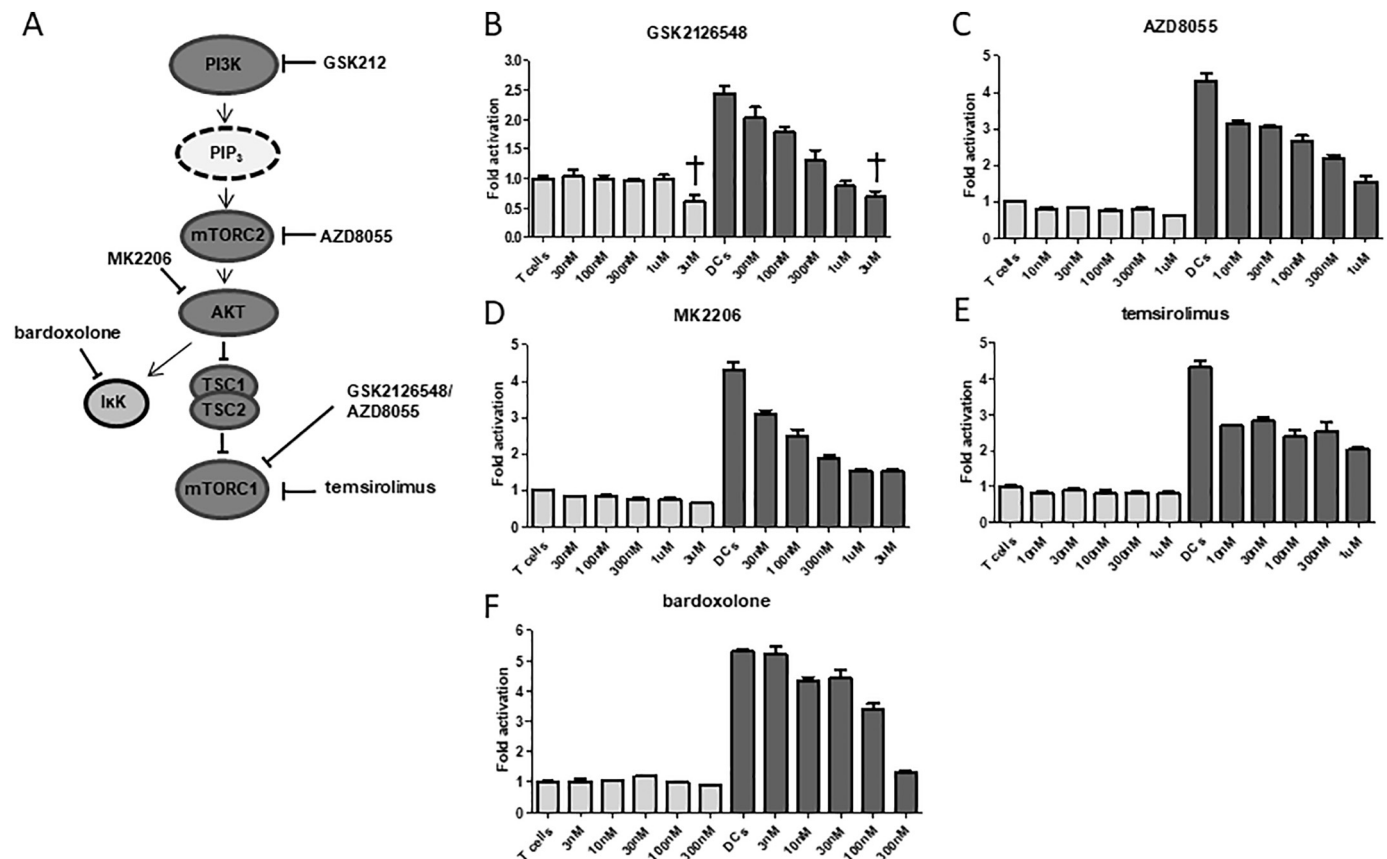 A
PI3K
GSK212
PIP3
mTORC2
AZD8055
MK2206
AKT
bardoxolone
IκK
TSC1
TSC2
GSK2126548/
AZD8055
mTORC1
temsirolimus
B
GSK2126548
Fold activation
3.0
2.5
2.0
1.5
1.0
0.5
0.0
†
†
T cells 30nM 100nM 300nM 1uM 3uM DCs 30nM 100nM 300nM 1uM 3uM
C
AZD8055
Fold activation
5
4
3
2
1
0
T cells 10nM 30nM 100nM 300nM 1uM DCs 10nM 30nM 100nM 300nM 1uM
D
MK2206
Fold activation
5
4
3
2
1
0
T cells 30nM 100nM 300nM 1uM 3uM DCs 30nM 100nM 300nM 1uM 3uM
E
temsirolimus
Fold activation
5
4
3
2
1
0
T cells 10nM 30nM 100nM 300nM 1uM DCs 10nM 30nM 100nM 300nM 1uM
F
bardoxolone
Fold activation
6
5
4
3
2
1
0
T cells 3nM 10nM 30nM 100nM 300nM DCs 3nM 10nM 30nM 100nM 300nM